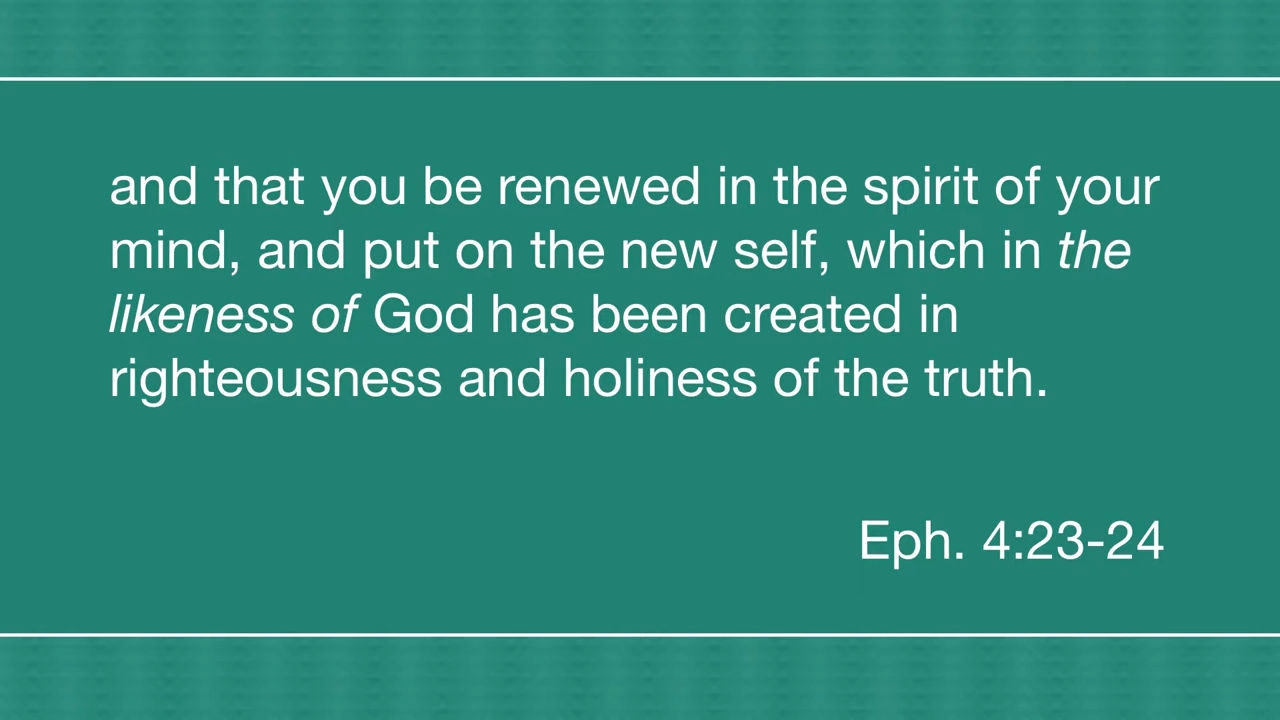 and that you be renewed in the spirit of your
mind, and put on the new self, which in the
likeness of God has been created in
righteousness and holiness of the truth.
Eph. 4:23-24